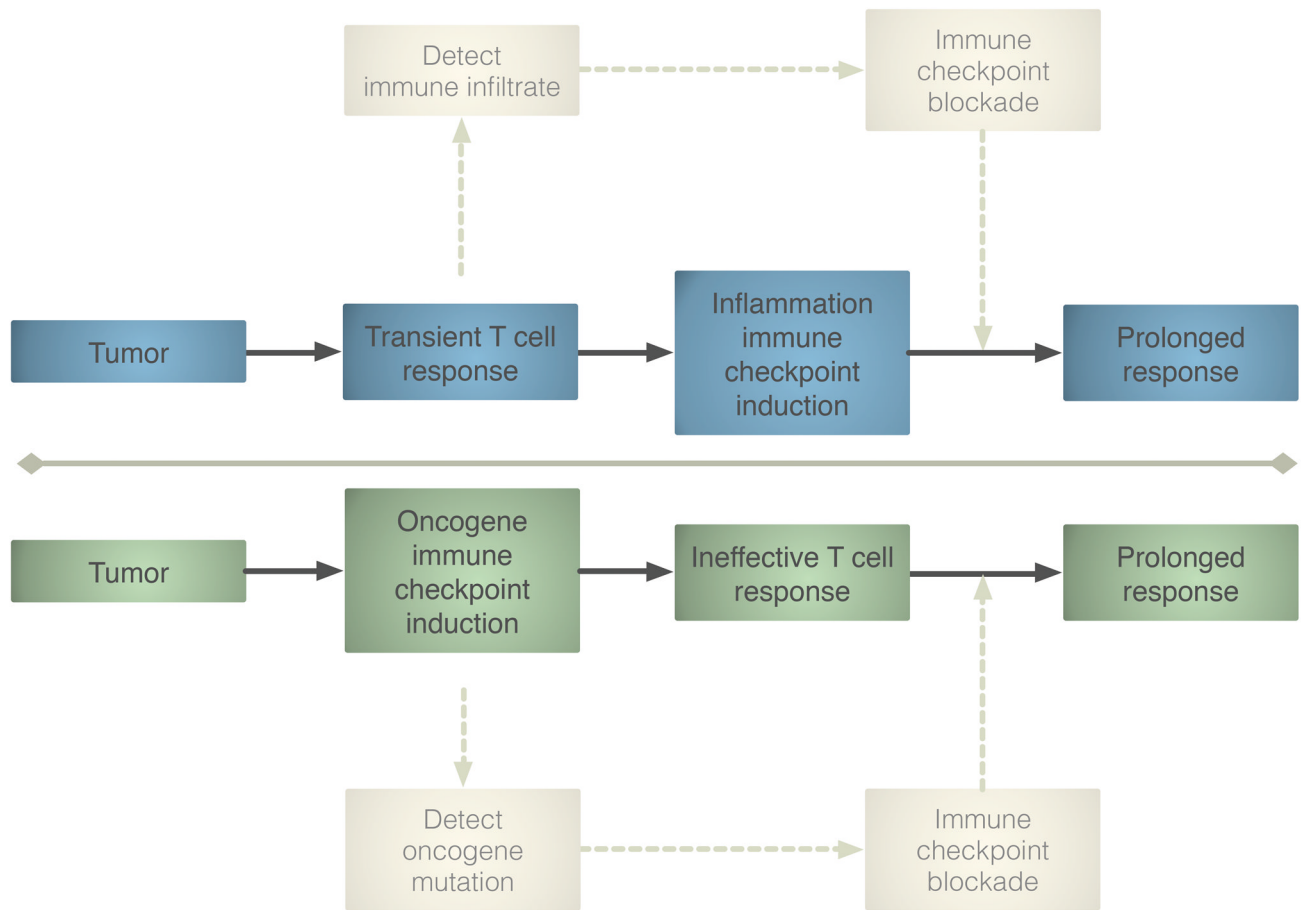 Detect
immune infiltrate
Immune
checkpoint
blockade
Tumor
Transient T cell
response
Inflammation
immune
checkpoint
induction
Prolonged
response
Tumor
Oncogene
immune
checkpoint
induction
Ineffective T cell
response
Prolonged
response
Detect
oncogene
mutation
Immune
checkpoint
blockade